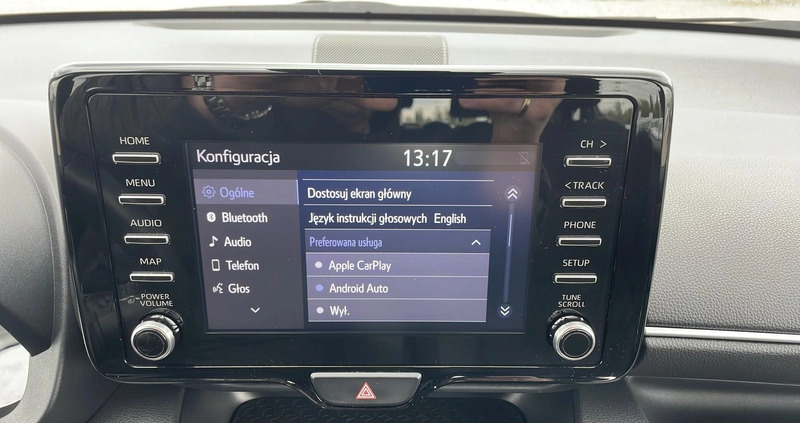 HOME
MENU
AUDIO
MAP
POWER
VOLUME
Konfiguracja 13:17
Ogólne
Bluetooth
Audio
Telefon
Głos
Dostosuj ekran główny
Język instrukcji głosowych English
Preferowana usługa
Apple CarPlay
Android Auto
Wył.
CH >
< TRACK
PHONE
SETUP
TUNE
SCROLL